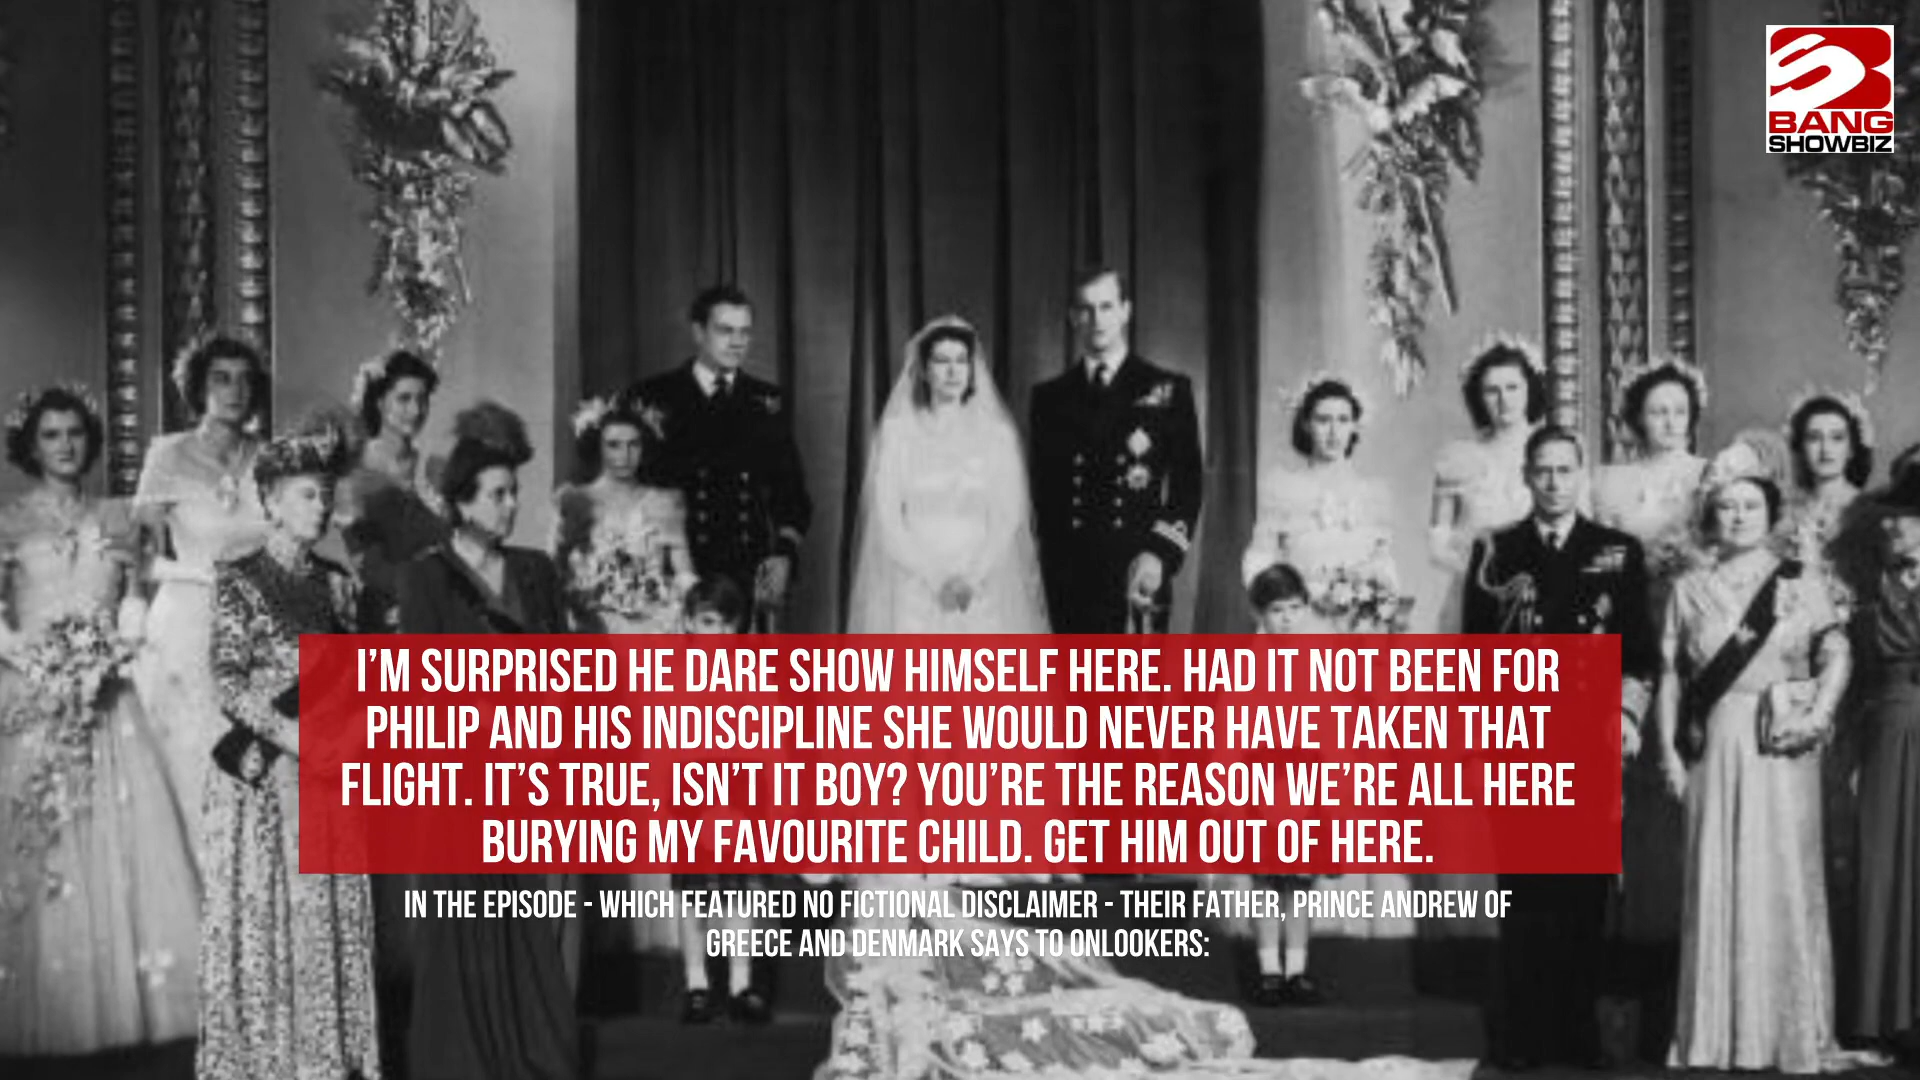 BANG
SHOWBIZ
I'M SURPRISED HE DARE SHOW HIMSELF HERE. HAD IT NOT BEEN FOR
PHILIP AND HIS INDISCIPLINE SHE WOULD NEVER HAVE TAKEN THAT
FLIGHT. IT'S TRUE, ISN'T IT BOY? YOU'RE THE REASON WE'RE ALL HERE
BURYING MY FAVOURITE CHILD. GET HIM OUT OF HERE.
IN THE EPISODE - WHICH FEATURED NO FICTIONAL DISCLAIMER - THEIR FATHER, PRINCE ANDREW OF
GREECE AND DENMARK SAYS TO ONLOOKERS: